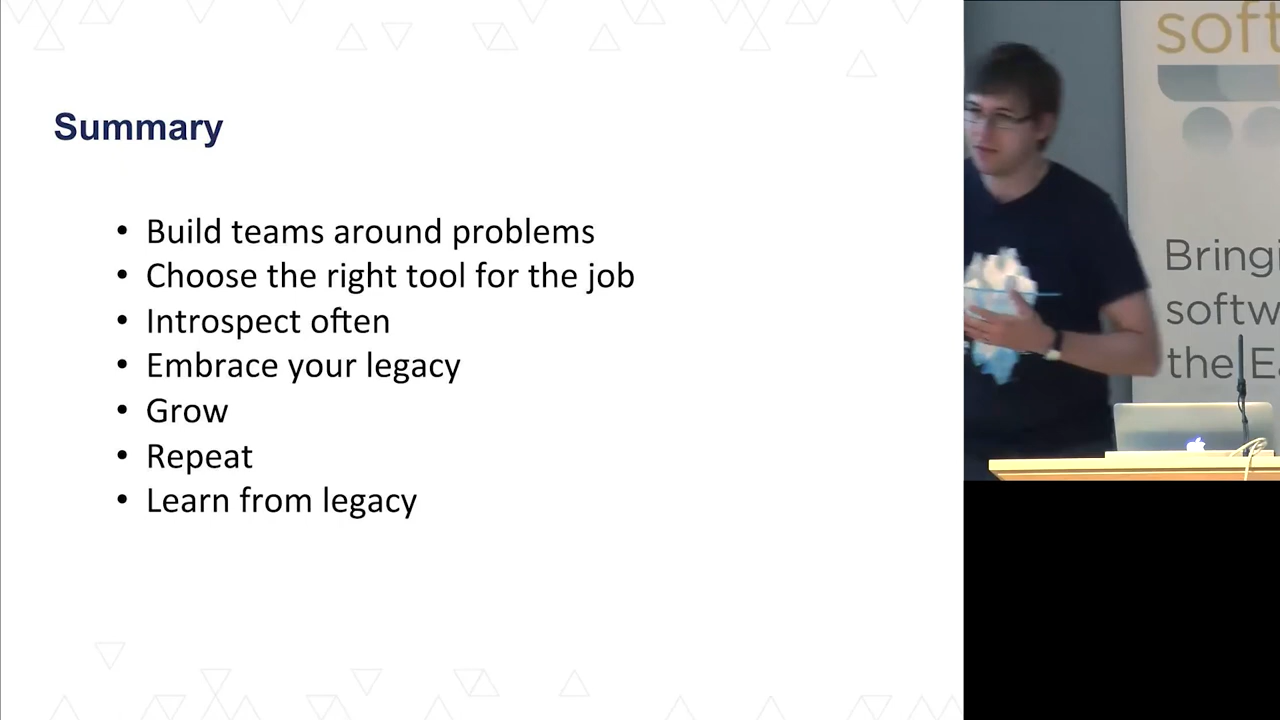 Summary
• Build teams around problems
• Choose the right tool for the job
• Introspect often
• Embrace your legacy
• Grow
• Repeat
• Learn from legacy
soft
Bringi
softw
the Ea